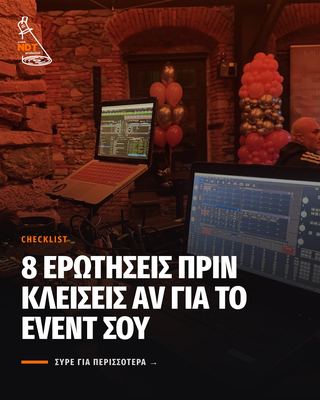 NDT
CHECKLIST
8 ΕΡΩΤΗΣΕΙΣ ΠΡΙΝ
ΚΛΕΙΣΕΙΣ AV ΓΙΑ ΤΟ
EVENT ΣΟΥ
ΣΥΡΕ ΓΙΑ ΠΕΡΙΣΣΟΤΕΡΑ →